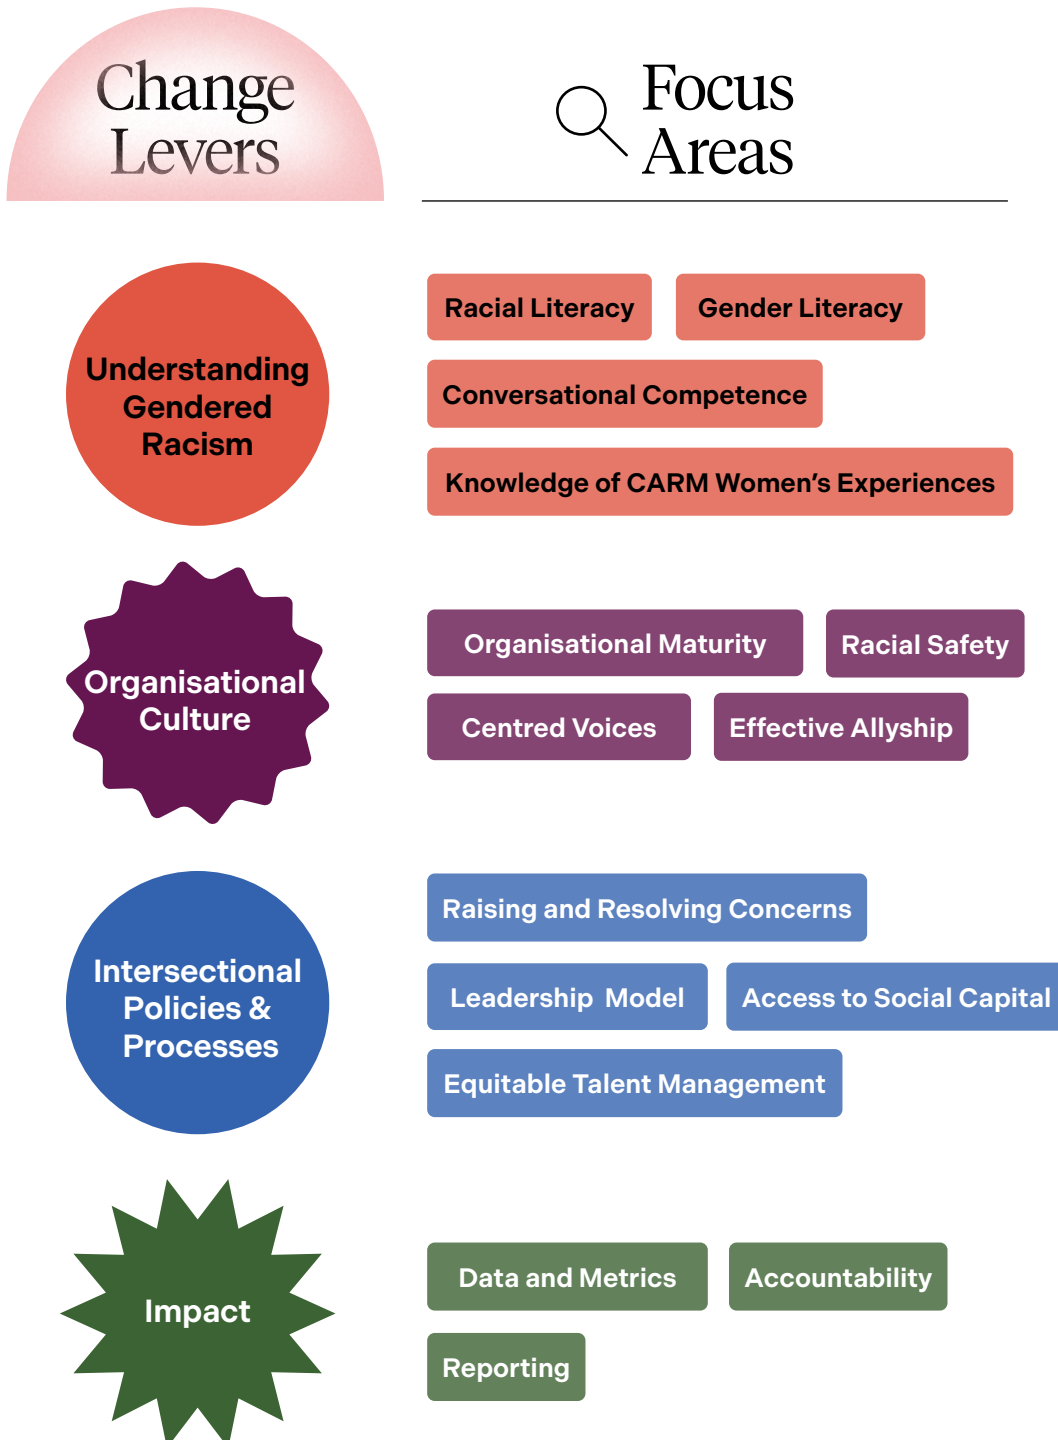 Change
Levers
Focus
Areas
Understanding
Gendered
Racism
Racial Literacy
Gender Literacy
Conversational Competence
Knowledge of CARM Women’s Experiences
Organisational
Culture
Organisational Maturity
Racial Safety
Centred Voices
Effective Allyship
Intersectional
Policies &
Processes
Raising and Resolving Concerns
Leadership Model
Access to Social Capital
Equitable Talent Management
Impact
Data and Metrics
Accountability
Reporting